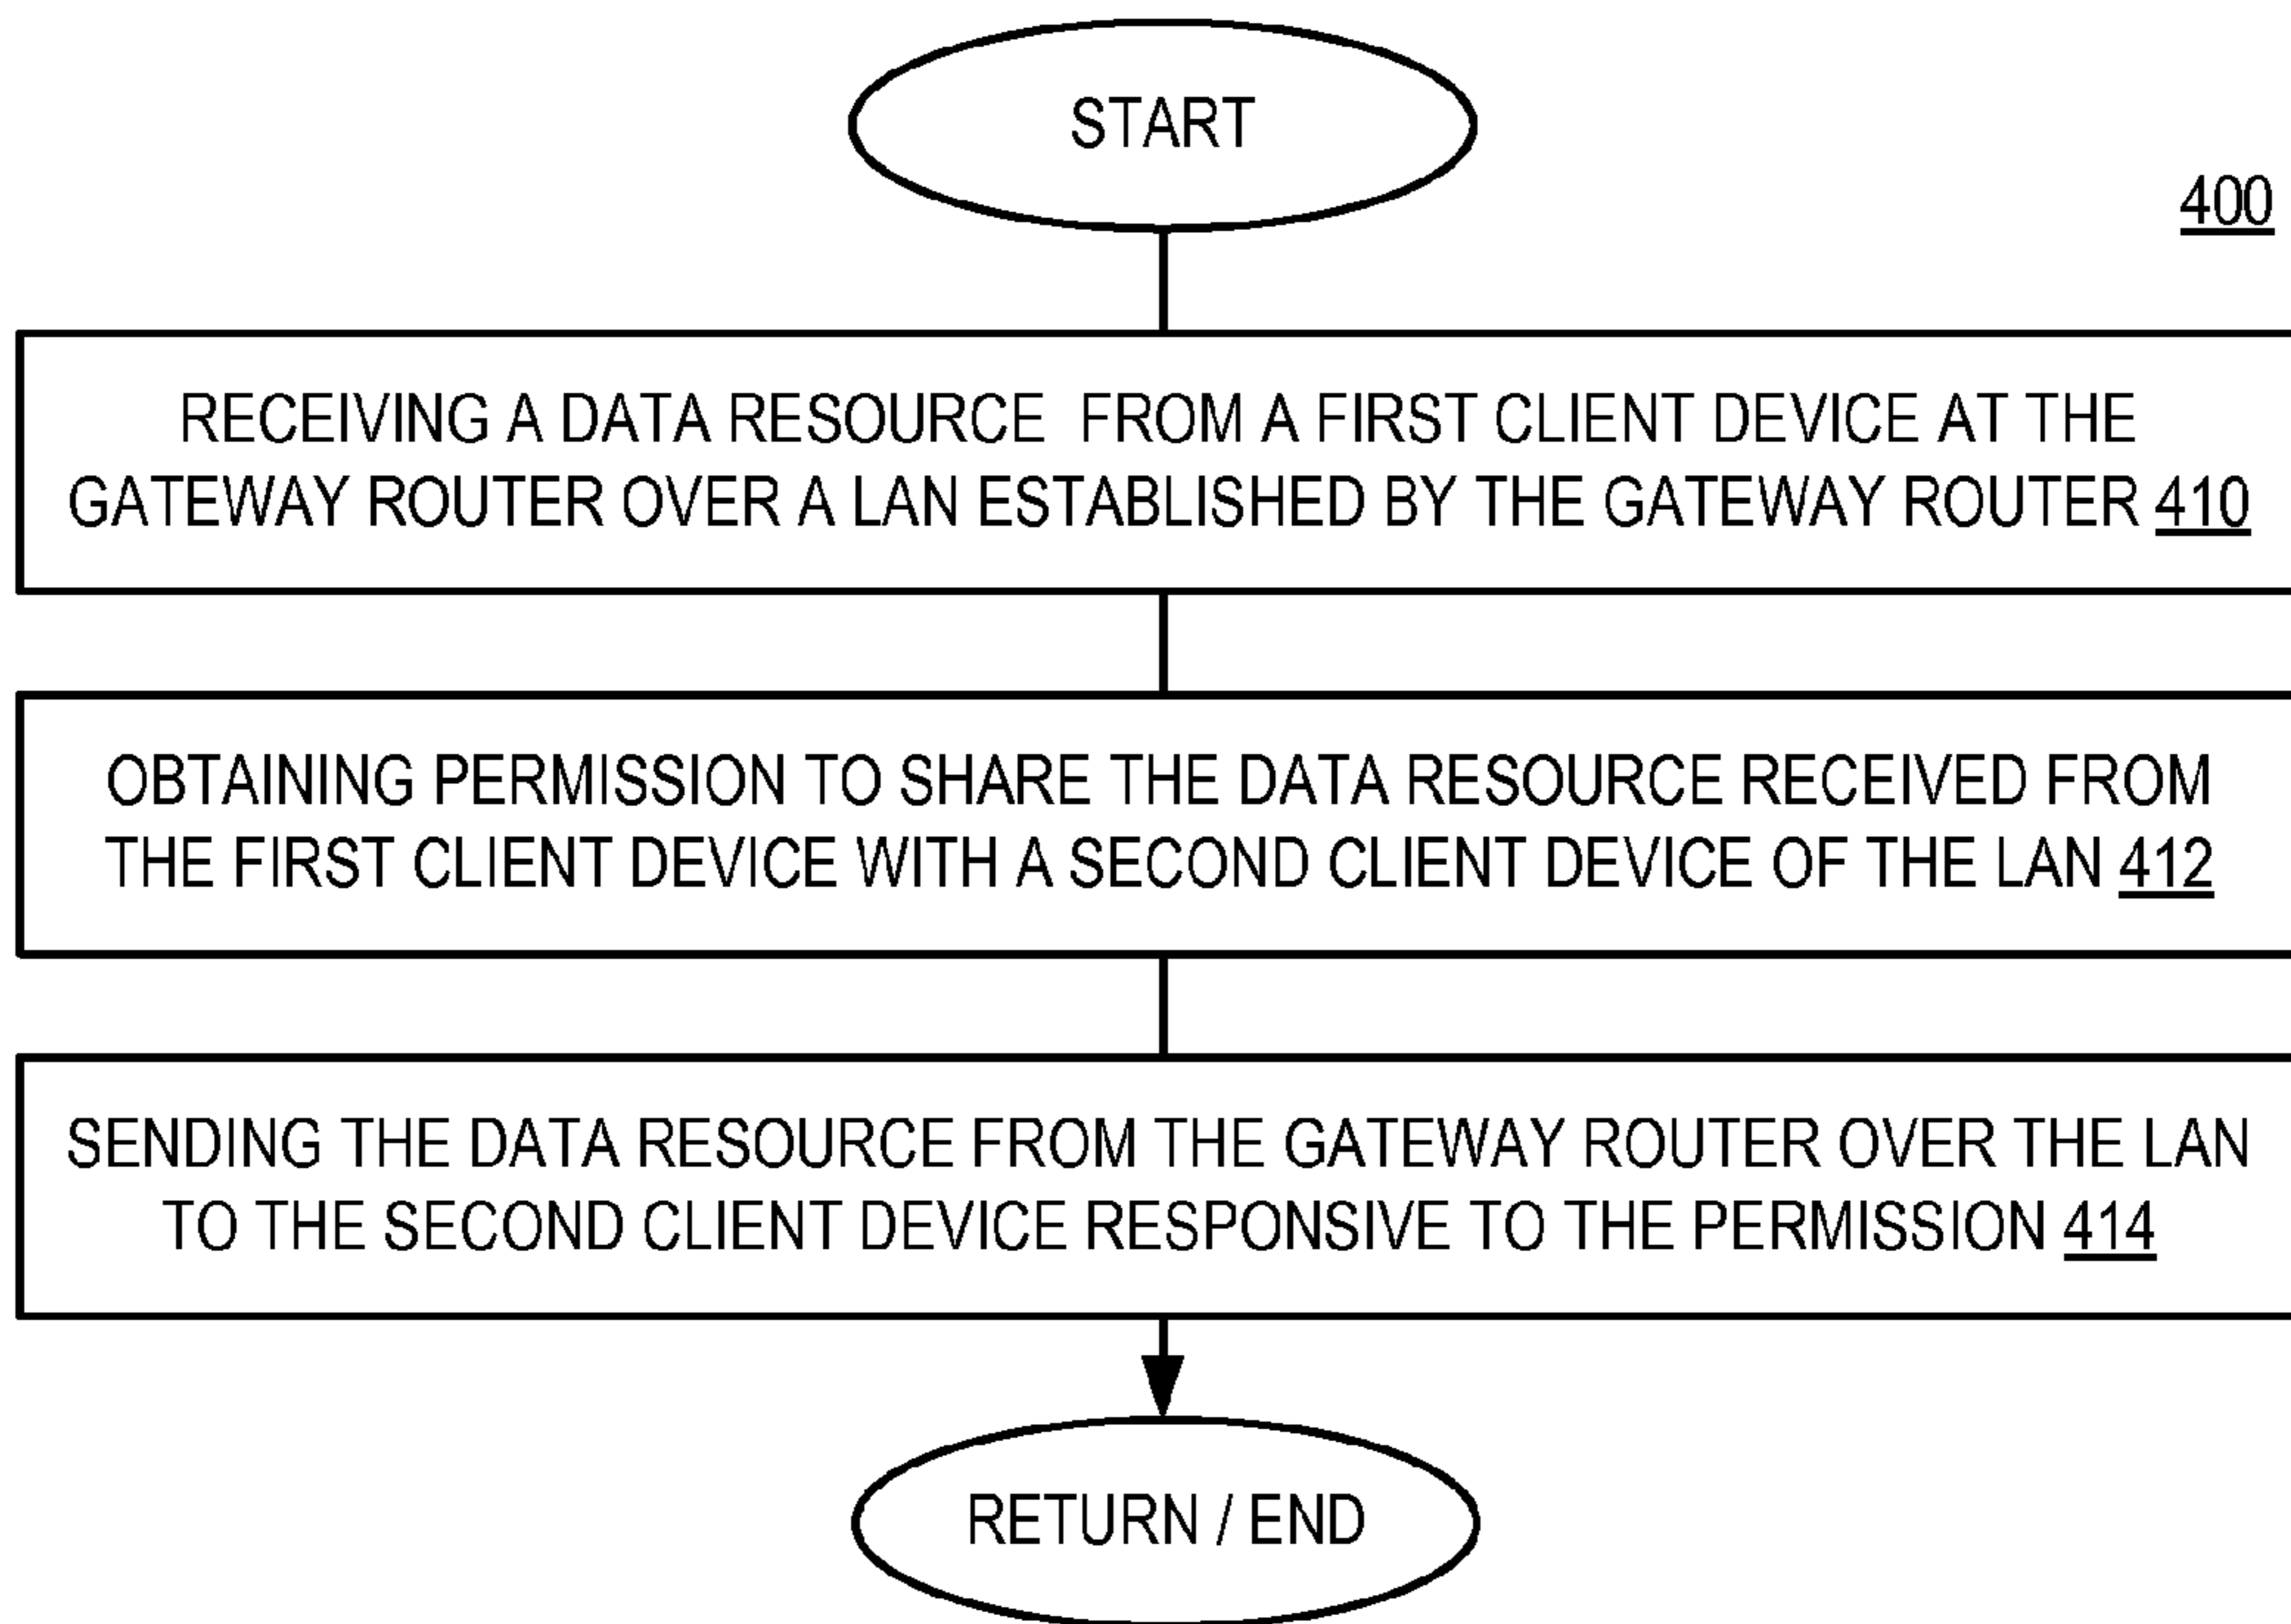 START
400
RECEIVING A DATA RESOURCE FROM A FIRST CLIENT DEVICE AT THE
GATEWAY ROUTER OVER A LAN ESTABLISHED BY THE GATEWAY ROUTER 410
OBTAINING PERMISSION TO SHARE THE DATA RESOURCE RECEIVED FROM
THE FIRST CLIENT DEVICE WITH A SECOND CLIENT DEVICE OF THE LAN 412
SENDING THE DATA RESOURCE FROM THE GATEWAY ROUTER OVER THE LAN
TO THE SECOND CLIENT DEVICE RESPONSIVE TO THE PERMISSION 414
RETURN / END